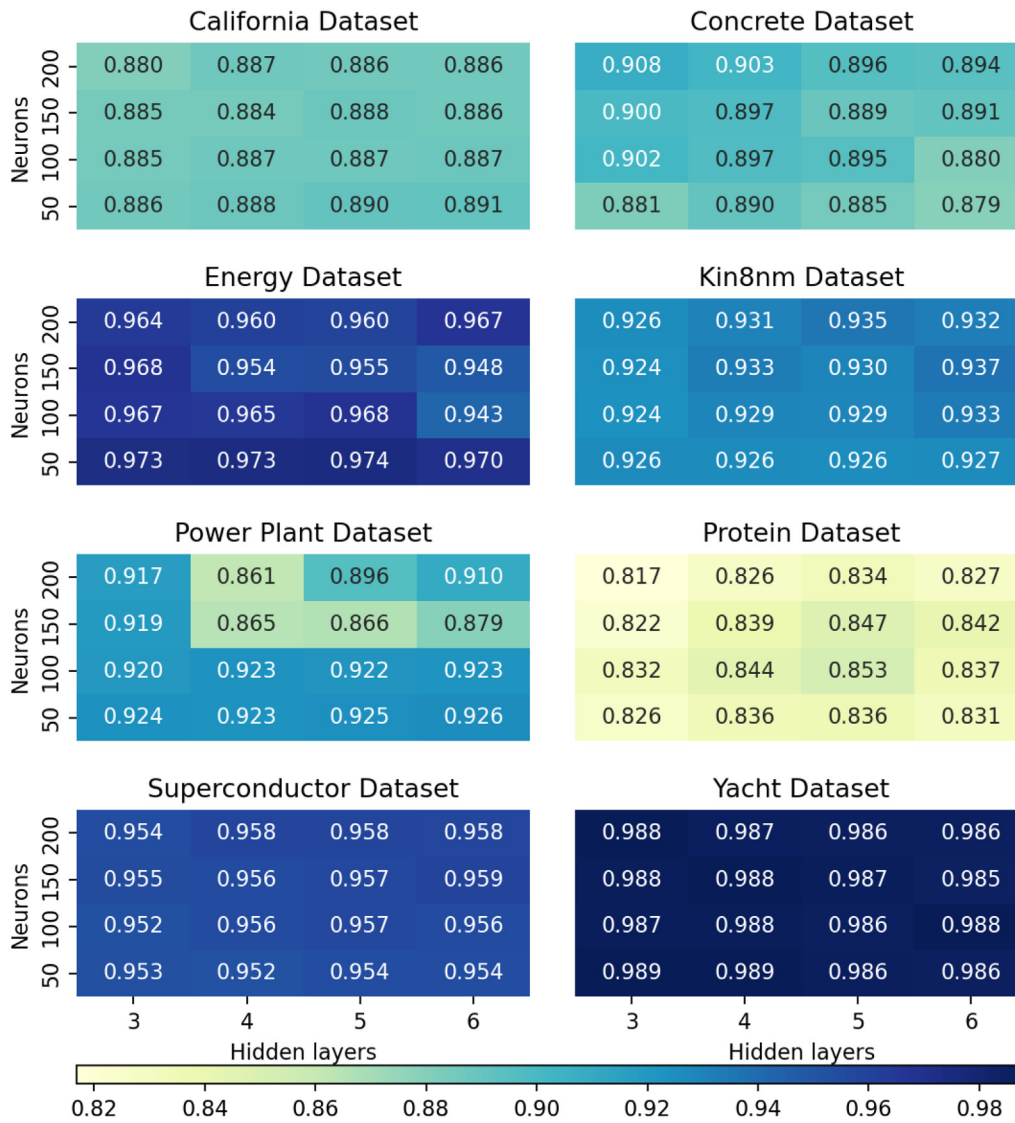 California Dataset
Concrete Dataset
Neurons
200 0.880 0.887 0.886 0.886
150 0.885 0.884 0.888 0.886
100 0.885 0.887 0.887 0.887
50 0.886 0.888 0.890 0.891
0.908 0.903 0.896 0.894
0.900 0.897 0.889 0.891
0.902 0.897 0.895 0.880
0.881 0.890 0.885 0.879
Energy Dataset
Kin8nm Dataset
Neurons
200 0.964 0.960 0.960 0.967
150 0.968 0.954 0.955 0.948
100 0.967 0.965 0.968 0.943
50 0.973 0.973 0.974 0.970
0.926 0.931 0.935 0.932
0.924 0.933 0.930 0.937
0.924 0.929 0.929 0.933
0.926 0.926 0.926 0.927
Power Plant Dataset
Protein Dataset
Neurons
200 0.917 0.861 0.896 0.910
150 0.919 0.865 0.866 0.879
100 0.920 0.923 0.922 0.923
50 0.924 0.923 0.925 0.926
0.817 0.826 0.834 0.827
0.822 0.839 0.847 0.842
0.832 0.844 0.853 0.837
0.826 0.836 0.836 0.831
Superconductor Dataset
Yacht Dataset
Neurons
200 0.954 0.958 0.958 0.958
150 0.955 0.956 0.957 0.959
100 0.952 0.956 0.957 0.956
50 0.953 0.952 0.954 0.954
3 4 5 6
Hidden layers
0.988 0.987 0.986 0.986
0.988 0.988 0.987 0.985
0.987 0.988 0.986 0.988
0.989 0.989 0.986 0.986
3 4 5 6
Hidden layers
0.82 0.84 0.86 0.88 0.90 0.92 0.94 0.96 0.98